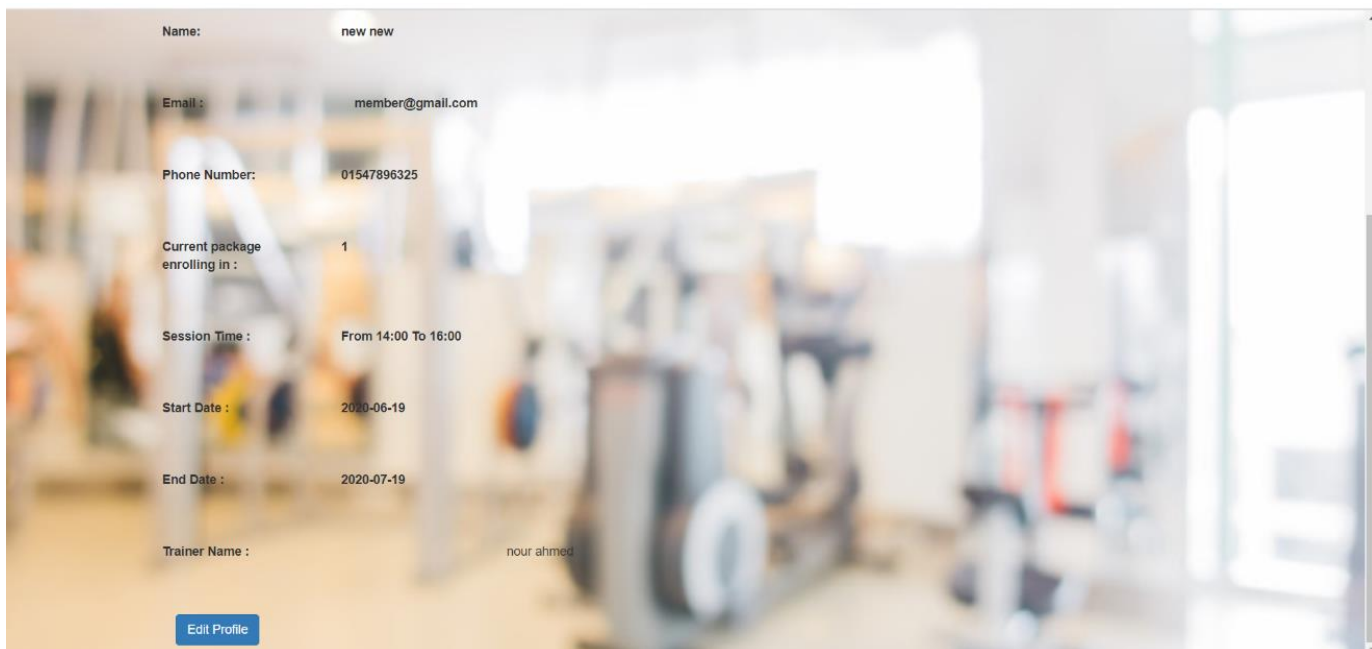 Name: new new
Email : member@gmail.com
Phone Number: 01547896325
Current package 1
enrolling in :
Session Time : From 14:00 To 16:00
Start Date : 2020-06-19
End Date : 2020-07-19
Trainer Name : nour ahmed
Edit Profile